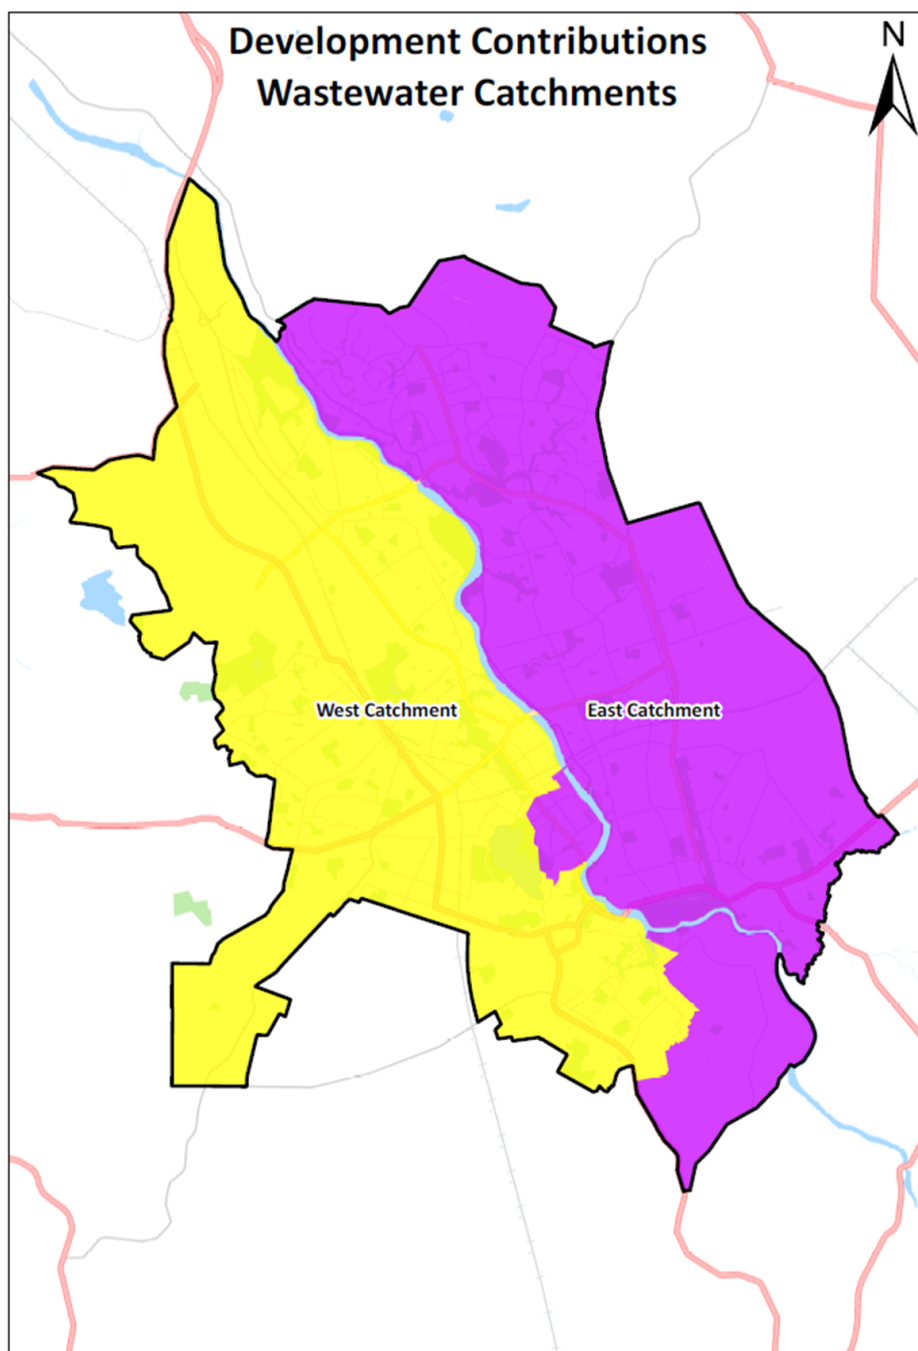 Development Contributions
Wastewater Catchments
N
West Catchment
East Catchment